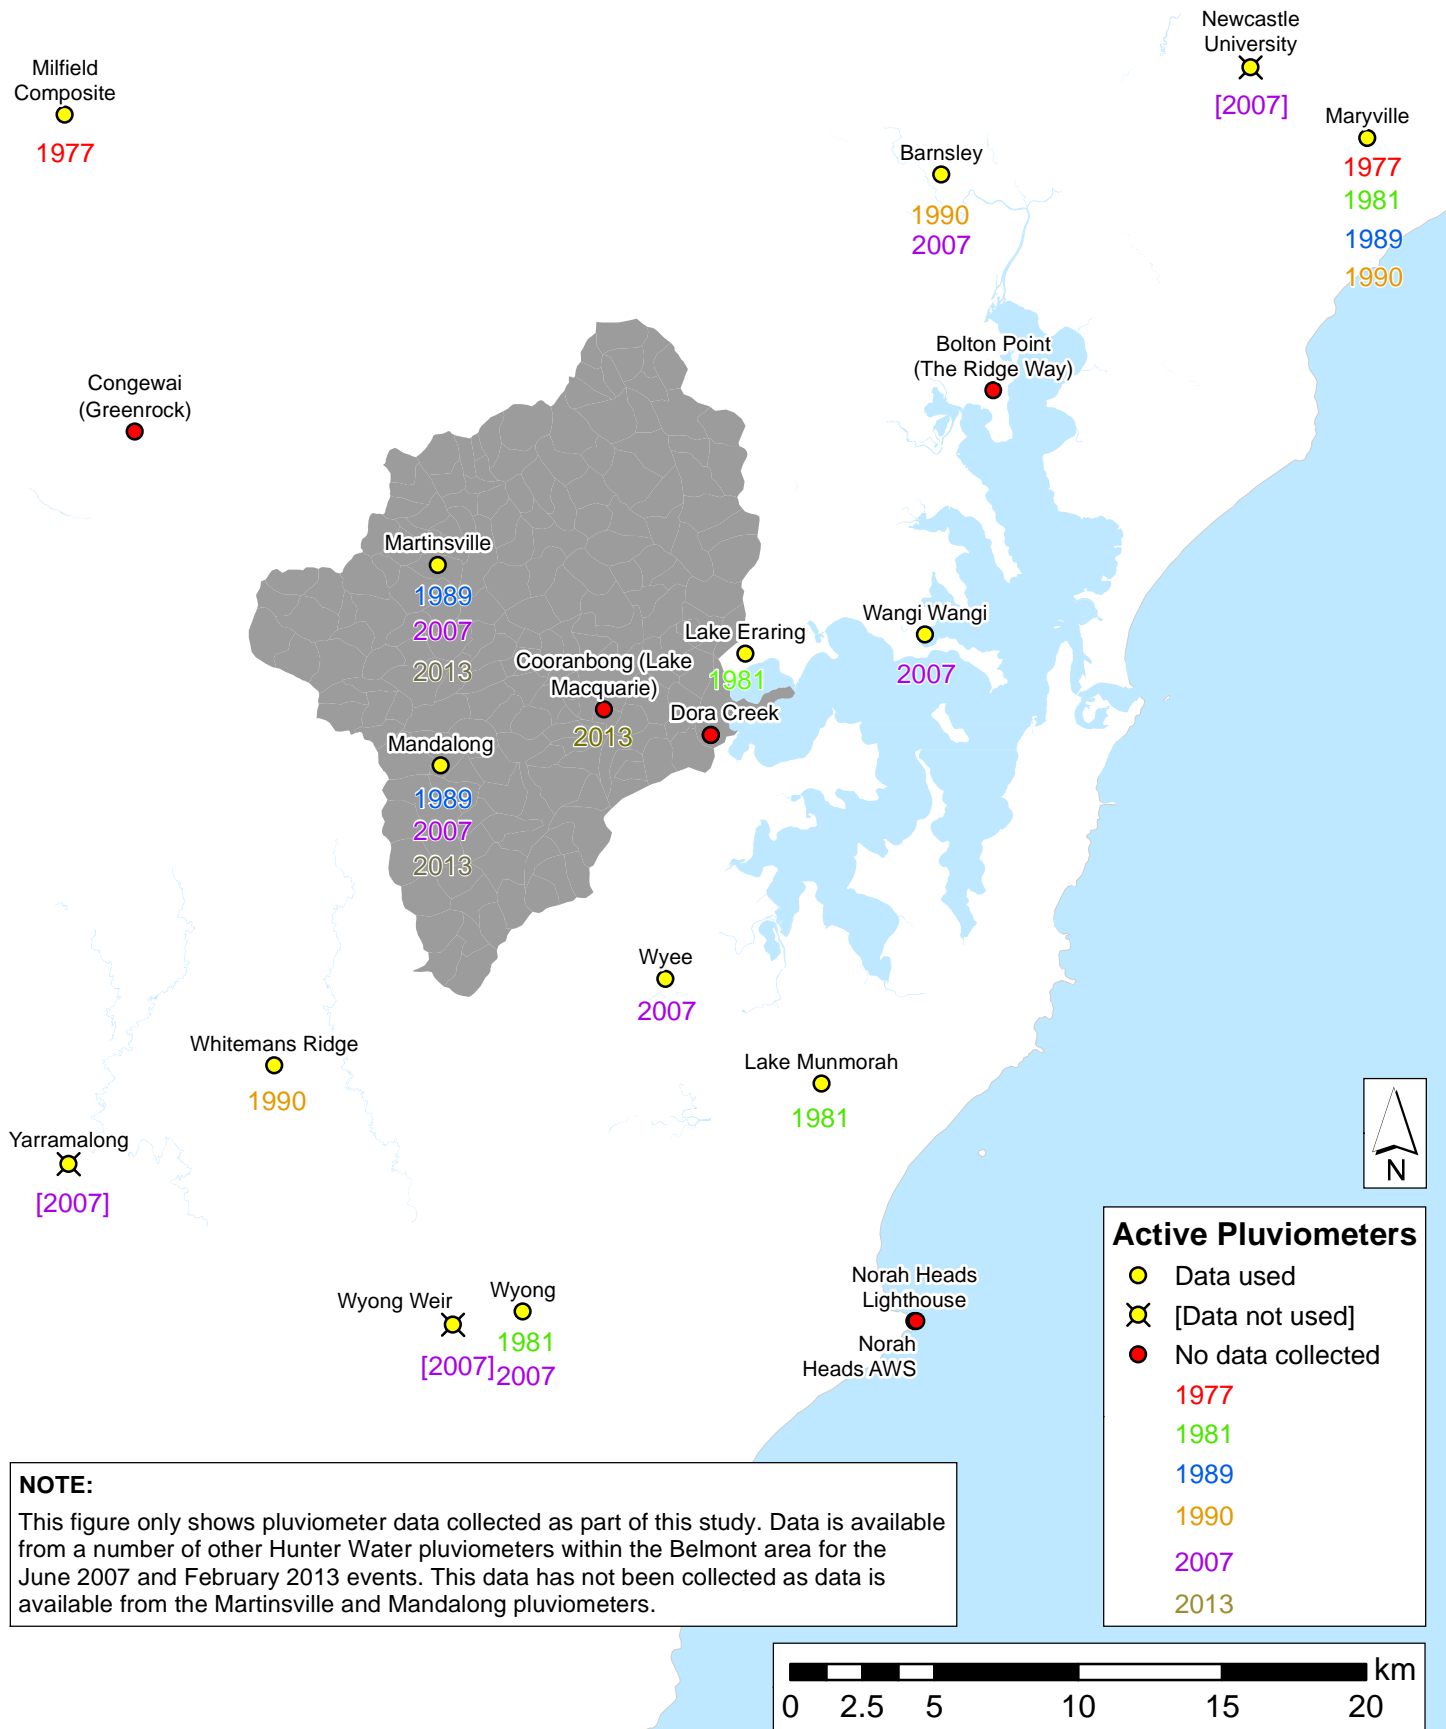 Newcastle
University
[2007]
Milfield
Composite
1977
Maryville
1977
1981
1989
1990
Barnsley
1990
2007
Bolton Point
(The Ridge Way)
Congewai
(Greenrock)
Martinsville
1989
2007
2013
Wangi Wangi
2007
Lake Eraring
1981
Cooranbong (Lake
Macquarie)
2013
Dora Creek
Mandalong
1989
2007
2013
Wyee
2007
Whitemans Ridge
1990
Lake Munmorah
1981
Yarramalong
[2007]
Wyong Weir
[2007]
Wyong
1981
2007
Norah Heads
Lighthouse
Norah
Heads AWS
N
Active Pluviometers
Data used
[Data not used]
No data collected
1977
1981
1989
1990
2007
2013
NOTE:
This figure only shows pluviometer data collected as part of this study. Data is available
from a number of other Hunter Water pluviometers within the Belmont area for the
June 2007 and February 2013 events. This data has not been collected as data is
available from the Martinsville and Mandalong pluviometers.
km
0 2.5 5 10 15 20